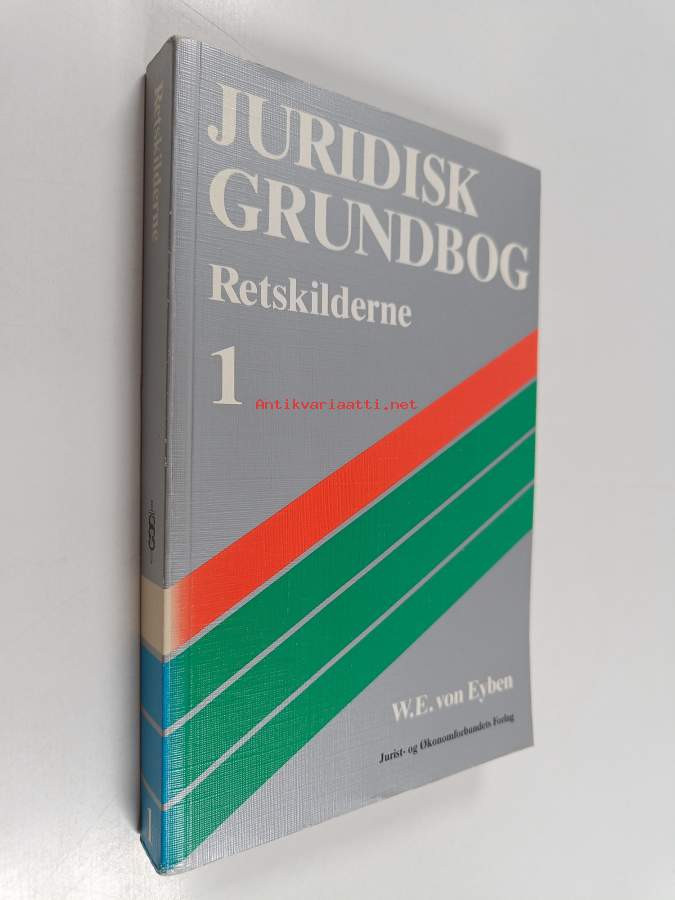 JURIDISK
GRUNDBOG
Retskilderne
1
Antikvariaatti.net
W.E. von Eyben
Jurist- og Økonomforbundets Forlag
Retskilderne
1